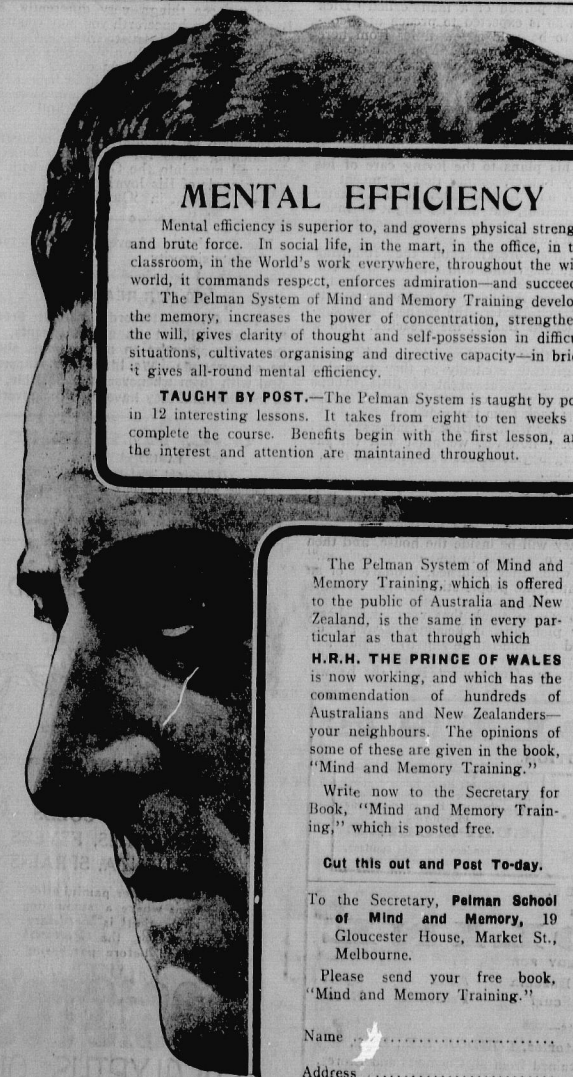 MENTAL EFFICIENCY
Mental efficiency is superior to, and governs physical streng
and brute force. In social life, in the mart, in the office, in t
classroom, in the World's work everywhere, throughout the wi
world, it commands respect, enforces admiration—and succeed
The Pelman System of Mind and Memory Training develo
the memory, increases the power of concentration, strengthe
the will, gives clarity of thought and self-possession in difficu
situations, cultivates organising and directive capacity—in brie
it gives all-round mental efficiency.
TAUGHT BY POST.—The Pelman System is taught by po
in 12 interesting lessons. It takes from eight to ten weeks
complete the course. Benefits begin with the first lesson, a
the interest and attention are maintained throughout.
The Pelman System of Mind and
Memory Training, which is offered
to the public of Australia and New
Zealand, is the same in every par-
ticular as that through which
H.R.H. THE PRINCE OF WALES
is now working, and which has the
commendation of hundreds of
Australians and New Zealanders—
your neighbours. The opinions of
some of these are given in the book,
"Mind and Memory Training."
Write now to the Secretary for
Book, "Mind and Memory Train-
ing," which is posted free.
Cut this out and Post To-day.
To the Secretary, Pelman School
of Mind and Memory, 19
Gloucester House, Market St.,
Melbourne.
Please send your free book,
"Mind and Memory Training."
Name ..........................
Address ..........................